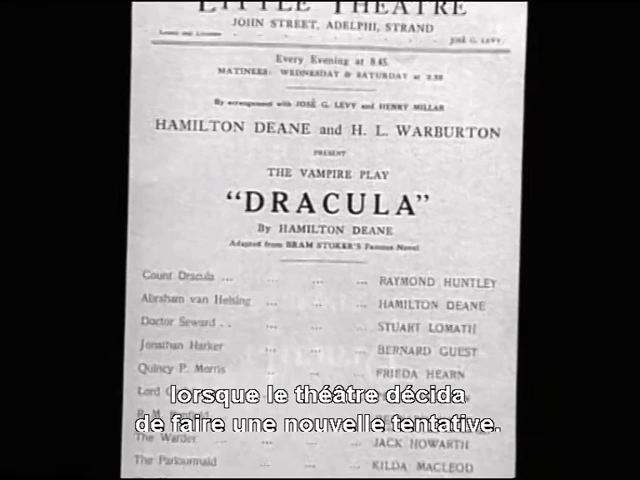 LITTLE THEATRE
JOHN STREET, ADELPHI, STRAND
JOSÉ G. LEVY.
Every Evening at 8.45.
MATINEES: WEDNESDAY & SATURDAY at 2.30
By arrangement with JOSÉ G. LEVY and HENRY MILLAR
HAMILTON DEANE and H. L. WARBURTON
PRESENT
THE VAMPIRE PLAY
"DRACULA"
By HAMILTON DEANE
Adapted from BRAM STOKER'S Famous Novel
Count Dracula ... ... ... RAYMOND HUNTLEY
Abraham van Helsing ... ... ... HAMILTON DEANE
Doctor Seward .. ... ... ... STUART LOMATH
Jonathan Harker ... ... ... BERNARD GUEST
Quincy P. Morris ... ... ... FRIEDA HEARN
Lord
lorsque le théâtre décida
R. M.
de faire une nouvelle tentative.
The Warder ... ... ... JACK HOWARTH
The Parlourmaid ... ... ... KILDA MACLEOD